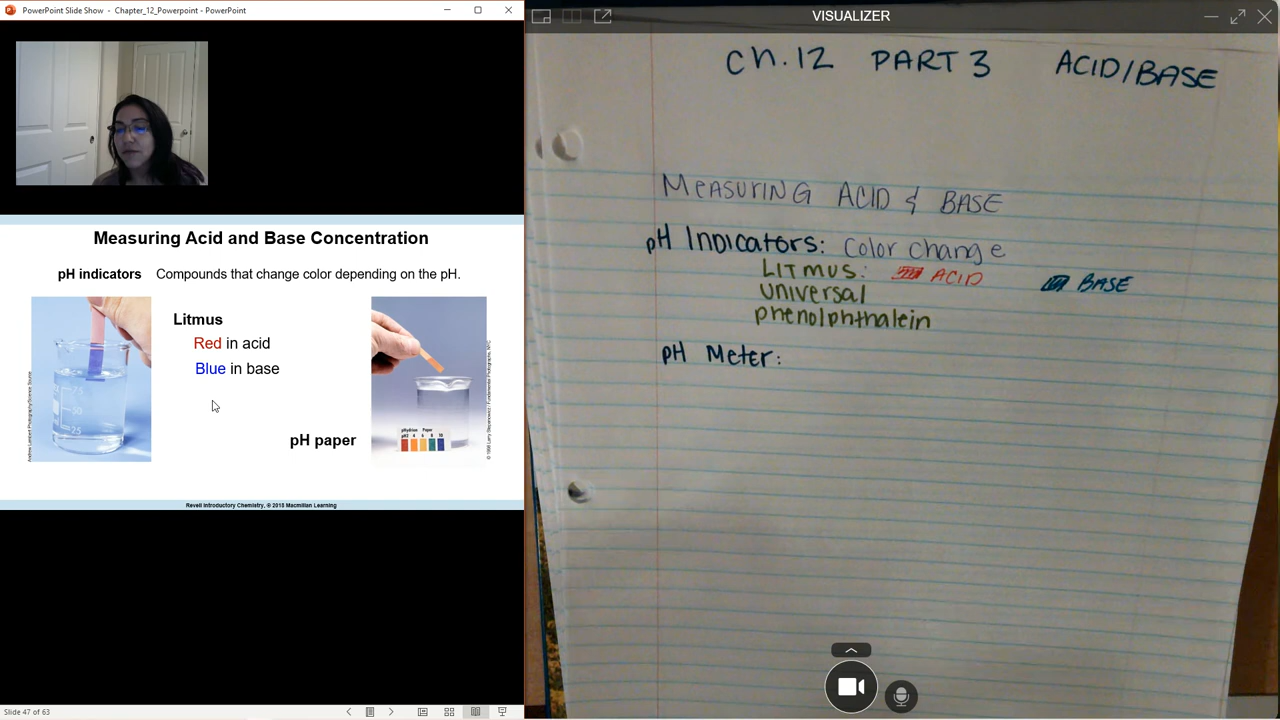 PowerPoint Slide Show - Chapter_12_Powerpoint - PowerPoint
Measuring Acid and Base Concentration
pH indicators Compounds that change color depending on the pH.
Litmus
Red in acid
Blue in base
pH paper
Revell Introductory Chemistry, © 2018 Macmillan Learning
Slide 47 of 63
VISUALIZER
Ch.12 PART 3 ACID/BASE
MEASURING ACID & BASE
pH Indicators: Color Change
LITMUS: ACID BASE
Universal
phenolphthalein
pH Meter: